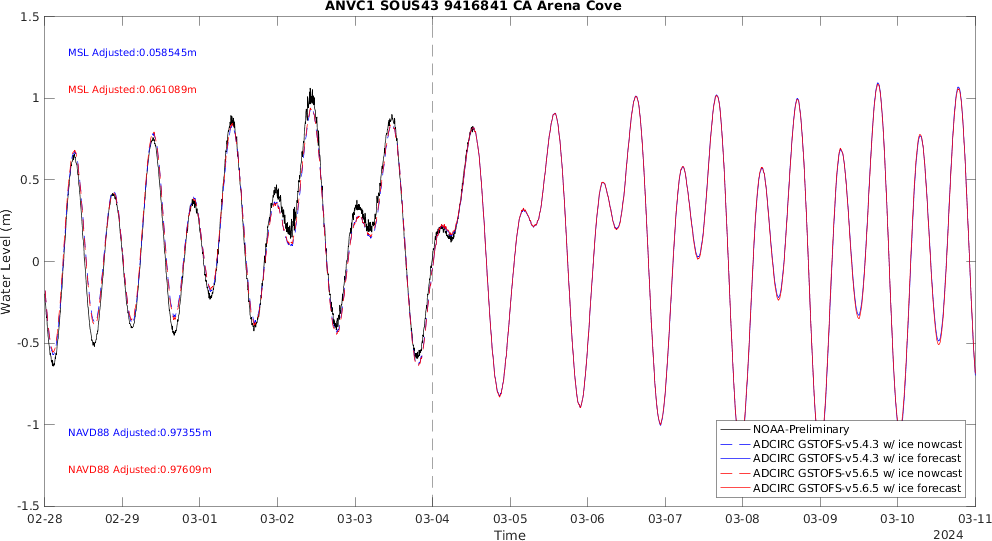 ANVC1 SOUS43 9416841 CA Arena Cove
1.5
1
0.5
0
-0.5
-1
-1.5
Water Level (m)
MSL Adjusted:0.058545m
MSL Adjusted:0.061089m
NAVD88 Adjusted:0.97355m
NAVD88 Adjusted:0.97609m
NOAA-Preliminary
ADCIRC GSTOFS-v5.4.3 w/ ice nowcast
ADCIRC GSTOFS-v5.4.3 w/ ice forecast
ADCIRC GSTOFS-v5.6.5 w/ ice nowcast
ADCIRC GSTOFS-v5.6.5 w/ ice forecast
02-28 02-29 03-01 03-02 03-03 03-04 03-05 03-06 03-07 03-08 03-09 03-10 03-11
Time
2024